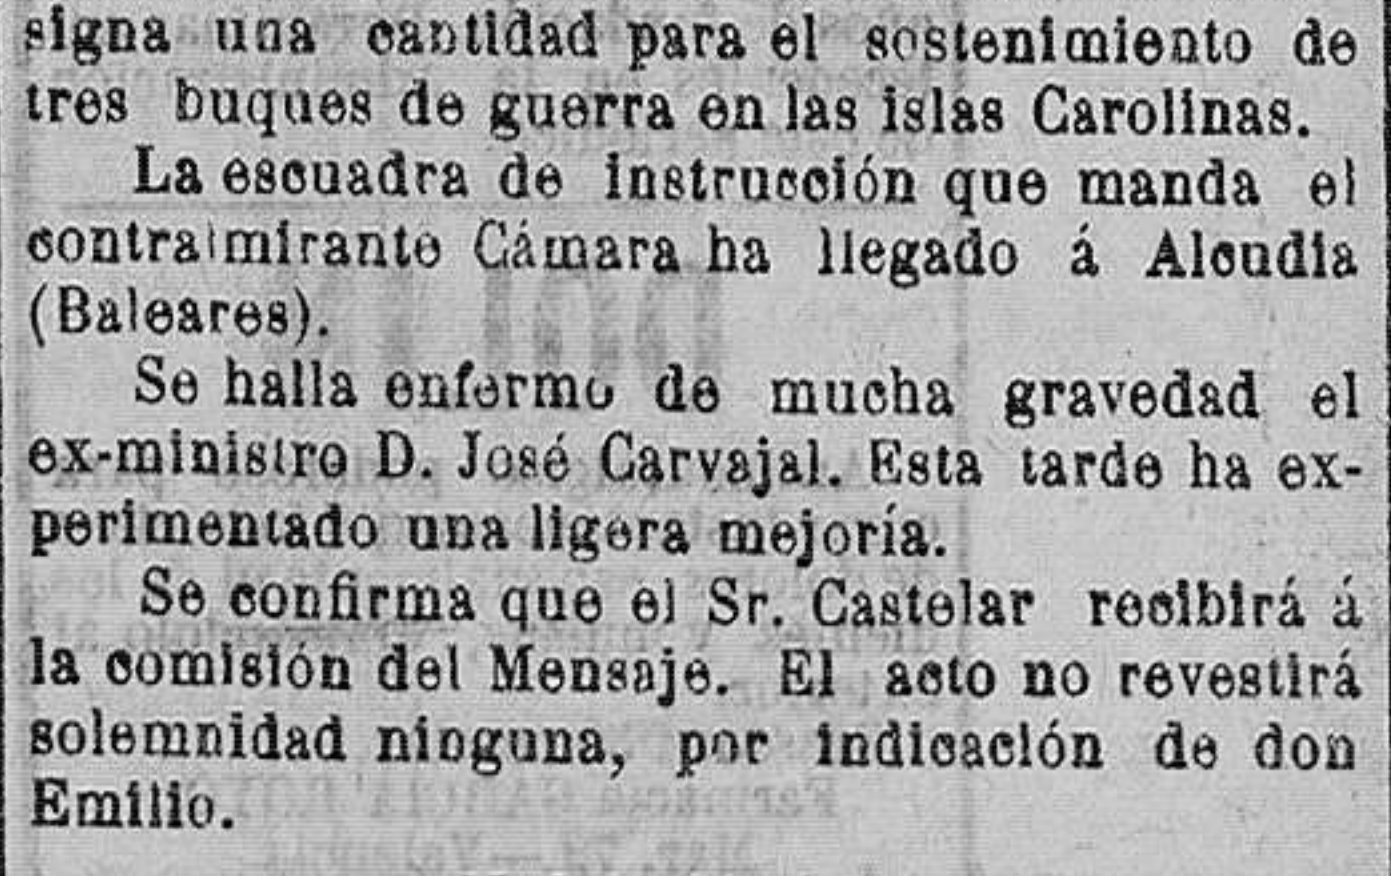 signa una cantidad para el sostenimiento de
tres buques de guerra en las islas Carolinas.
La escuadra de instrucción que manda el
contralmirante Cámara ha llegado á Alcudia
(Baleares).
Se halla enfermo de mucha gravedad el
ex-ministro D. José Carvajal. Esta tarde ha ex-
perimentado una ligera mejoría.
Se confirma que el Sr. Castelar recibirá á
la comisión del Mensaje. El acto no revestirá
solemnidad ninguna, por indicación de don
Emilio.